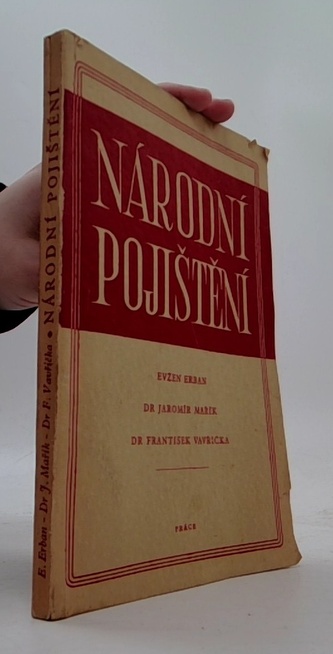 NÁRODNÍ
POJIŠTĚNÍ
EVŽEN ERBAN
DR JAROMÍR MAŘÍK
DR FRANTIŠEK VAVŘIČKA
PRÁCE
E. Erban - Dr J. Mařík - Dr F. Vavřička • NÁRODNÍ POJIŠTĚNÍ